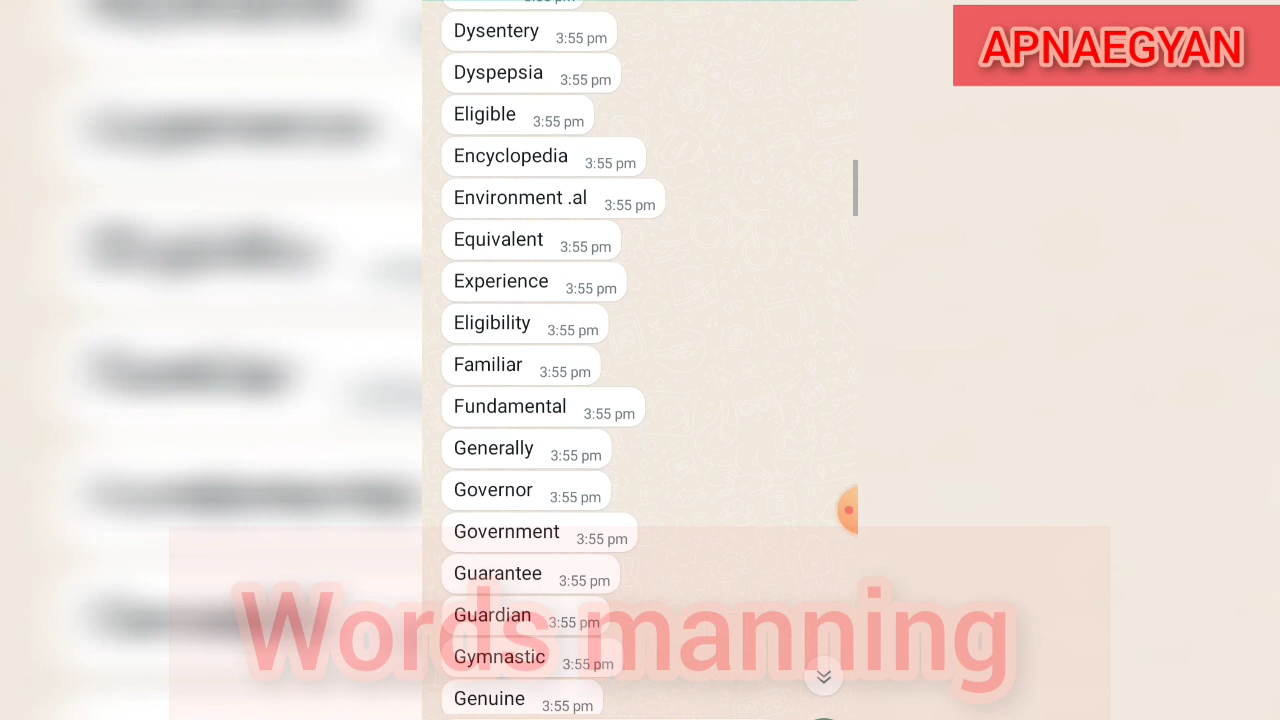 APNAEGYAN
Dysentery 3:55 pm
Dyspepsia 3:55 pm
Eligible 3:55 pm
Encyclopedia 3:55 pm
Environment .al 3:55 pm
Equivalent 3:55 pm
Experience 3:55 pm
Eligibility 3:55 pm
Familiar 3:55 pm
Fundamental 3:55 pm
Generally 3:55 pm
Governor 3:55 pm
Government 3:55 pm
Guarantee 3:55 pm
Guardian 3:55 pm
Gymnastic 3:55 pm
Genuine 3:55 pm
Words manning